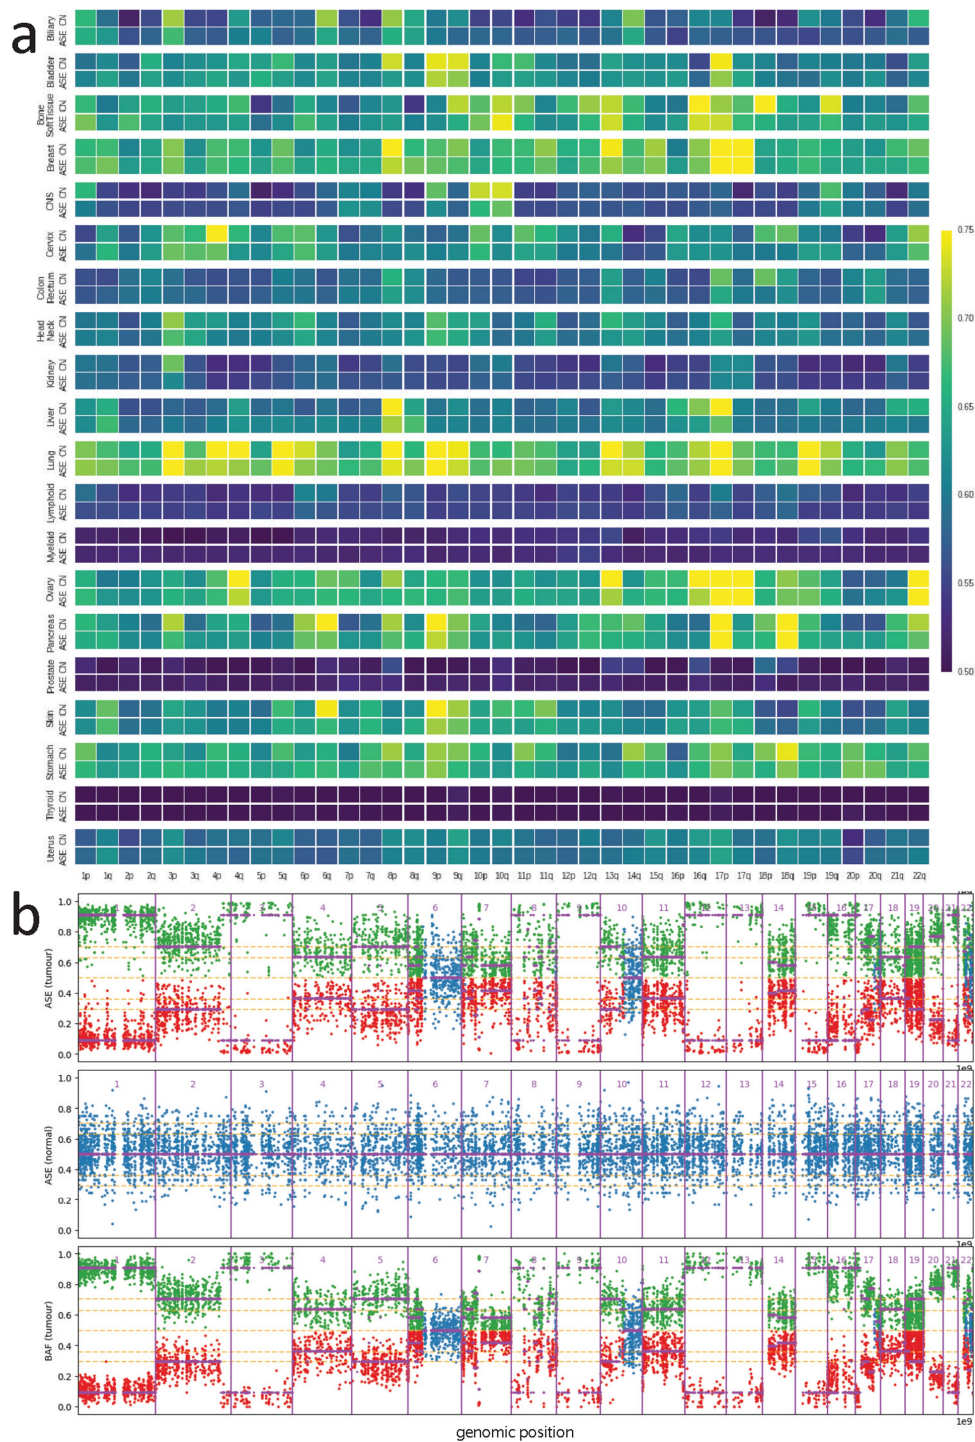 a
Biliary
ASE CN
Bladder
ASE CN
Bone
SoftTissue
ASE CN
Breast
ASE CN
CNS
ASE CN
Cervix
ASE CN
Colon
Rectum
ASE CN
Head
Neck
ASE CN
Kidney
ASE CN
Liver
ASE CN
Lung
ASE CN
Lymphoid
ASE CN
Myeloid
ASE CN
Ovary
ASE CN
Pancreas
ASE CN
Prostate
ASE CN
Skin
ASE CN
Stomach
ASE CN
Thyroid
ASE CN
Uterus
ASE CN
1p 1q 2p 2q 3p 3q 4p 4q 5p 5q 6p 6q 7p 7q 8p 8q 9p 9q 10p 10q 11p 11q 12p 12q 13q 14q 15q 16p 16q 17p 17q 18p 18q 19p 19q 20p 20q 21q 22q
0.75
0.70
0.65
0.60
0.55
0.50
b
ASE (tumour)
1.0
0.8
0.6
0.4
0.2
0.0
1 2 3 4 5 6 7 8 9 10 11 12 13 14 15 16 17 18 19 20 21 22
1e9
ASE (normal)
1.0
0.8
0.6
0.4
0.2
0.0
1 2 3 4 5 6 7 8 9 10 11 12 13 14 15 16 17 18 19 20 21 22
1e9
BAF (tumour)
1.0
0.8
0.6
0.4
0.2
0.0
1 2 3 4 5 6 7 8 9 10 11 12 13 14 15 16 17 18 19 20 21 22
1e9
genomic position